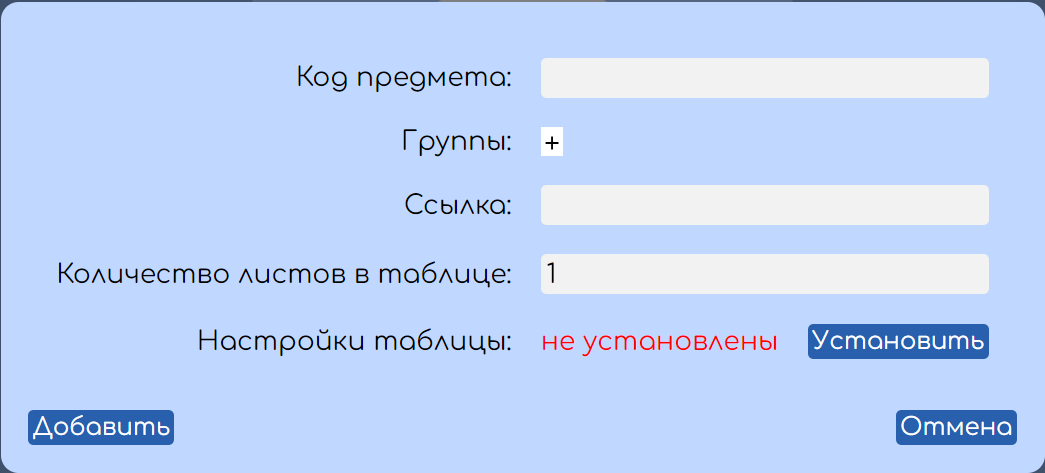 Код предмета:
Группы: +
Ссылка:
Количество листов в таблице: 1
Настройки таблицы: не установлены Установить
Добавить Отмена